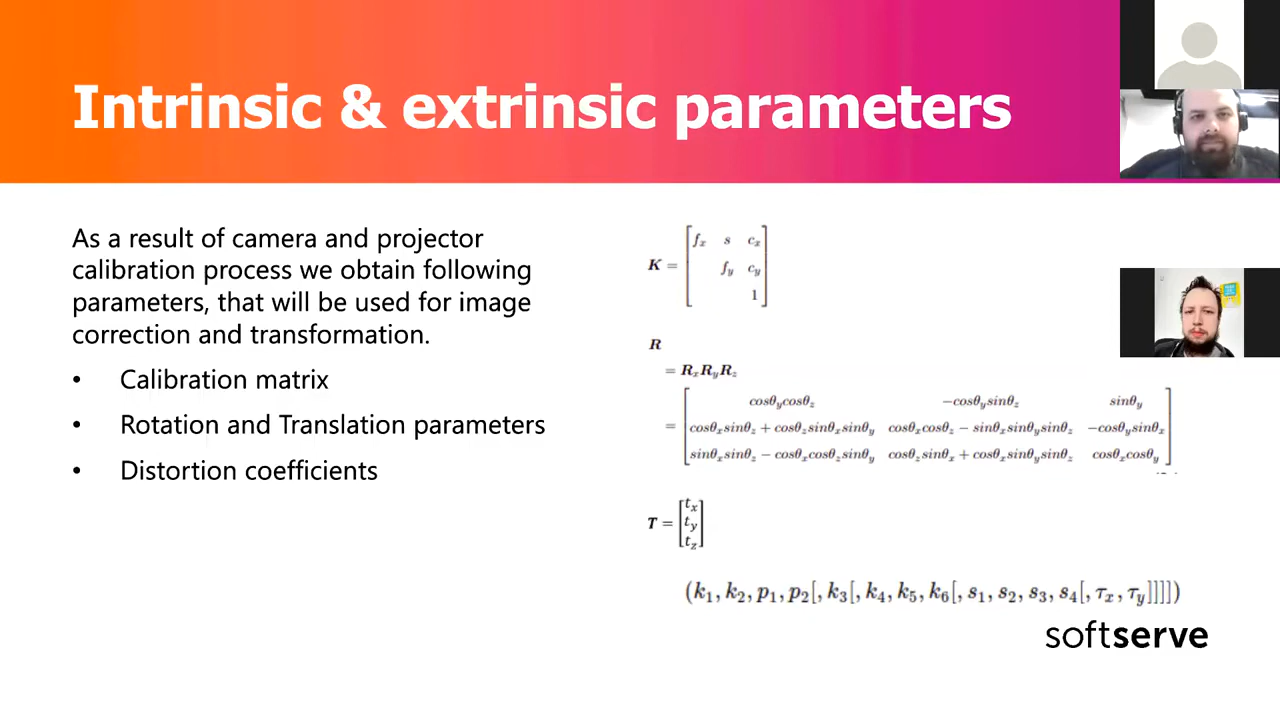 Intrinsic & extrinsic parameters
As a result of camera and projector
calibration process we obtain following
parameters, that will be used for image
correction and transformation.
• Calibration matrix
• Rotation and Translation parameters
• Distortion coefficients
K = [ f_x s c_x
f_y c_y
1 ]
R
= R_x R_y R_z
= [ cosθ_y cosθ_z −cosθ_y sinθ_z sinθ_y
cosθ_x sinθ_z + cosθ_z sinθ_x sinθ_y cosθ_x cosθ_z − sinθ_x sinθ_y sinθ_z −cosθ_y sinθ_x
sinθ_x sinθ_z − cosθ_x cosθ_z sinθ_y cosθ_z sinθ_x + cosθ_x sinθ_y sinθ_z cosθ_x cosθ_y ]
T = [ t_x
t_y
t_z ]
(k_1, k_2, p_1, p_2[, k_3[, k_4, k_5, k_6[, s_1, s_2, s_3, s_4[, τ_x, τ_y]]]])
softserve